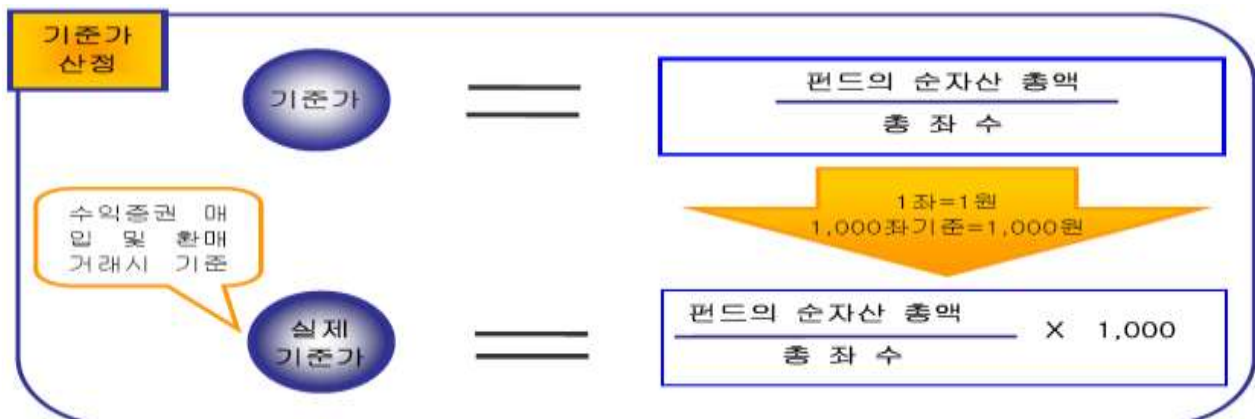 기준가
산정
기준가
펀드의 순자산 총액
총 좌 수
1좌=1원
1,000좌기준=1,000원
수익증권 매
입 및 환매
거래시 기준
실제
기준가
펀드의 순자산 총액
총 좌 수
X 1,000